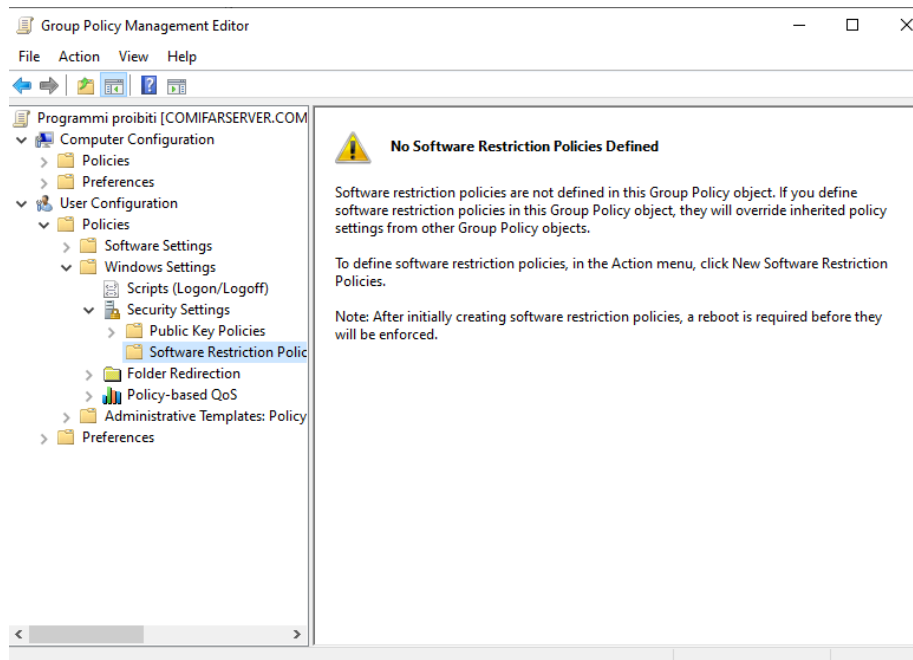 Group Policy Management Editor
File Action View Help
Programmi proibiti [COMIFARSERVER.COM
Computer Configuration
Policies
Preferences
User Configuration
Policies
Software Settings
Windows Settings
Scripts (Logon/Logoff)
Security Settings
Public Key Policies
Software Restriction Polic
Folder Redirection
Policy-based QoS
Administrative Templates: Policy
Preferences
No Software Restriction Policies Defined
Software restriction policies are not defined in this Group Policy object. If you define
software restriction policies in this Group Policy object, they will override inherited policy
settings from other Group Policy objects.
To define software restriction policies, in the Action menu, click New Software Restriction
Policies.
Note: After initially creating software restriction policies, a reboot is required before they
will be enforced.